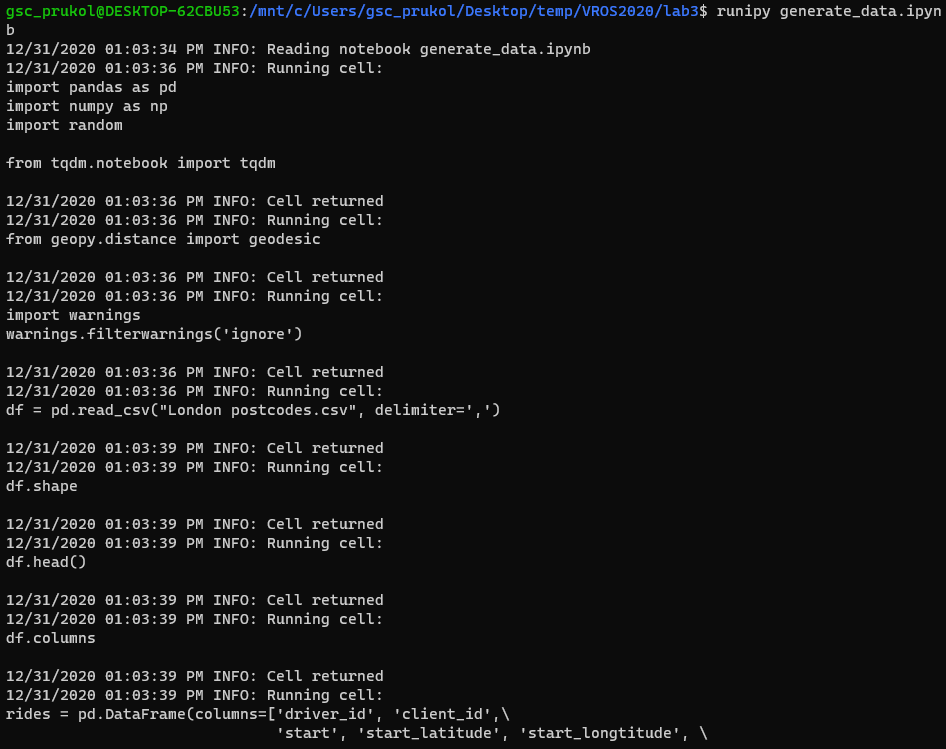 gsc_prukol@DESKTOP-62CBU53:/mnt/c/Users/gsc_prukol/Desktop/temp/VROS2020/lab3$ runipy generate_data.ipyn
b
12/31/2020 01:03:34 PM INFO: Reading notebook generate_data.ipynb
12/31/2020 01:03:36 PM INFO: Running cell:
import pandas as pd
import numpy as np
import random

from tqdm.notebook import tqdm

12/31/2020 01:03:36 PM INFO: Cell returned
12/31/2020 01:03:36 PM INFO: Running cell:
from geopy.distance import geodesic

12/31/2020 01:03:36 PM INFO: Cell returned
12/31/2020 01:03:36 PM INFO: Running cell:
import warnings
warnings.filterwarnings('ignore')

12/31/2020 01:03:36 PM INFO: Cell returned
12/31/2020 01:03:36 PM INFO: Running cell:
df = pd.read_csv("London postcodes.csv", delimiter=',')

12/31/2020 01:03:39 PM INFO: Cell returned
12/31/2020 01:03:39 PM INFO: Running cell:
df.shape

12/31/2020 01:03:39 PM INFO: Cell returned
12/31/2020 01:03:39 PM INFO: Running cell:
df.head()

12/31/2020 01:03:39 PM INFO: Cell returned
12/31/2020 01:03:39 PM INFO: Running cell:
df.columns

12/31/2020 01:03:39 PM INFO: Cell returned
12/31/2020 01:03:39 PM INFO: Running cell:
rides = pd.DataFrame(columns=['driver_id', 'client_id',\
                              'start', 'start_latitude', 'start_longtitude', \